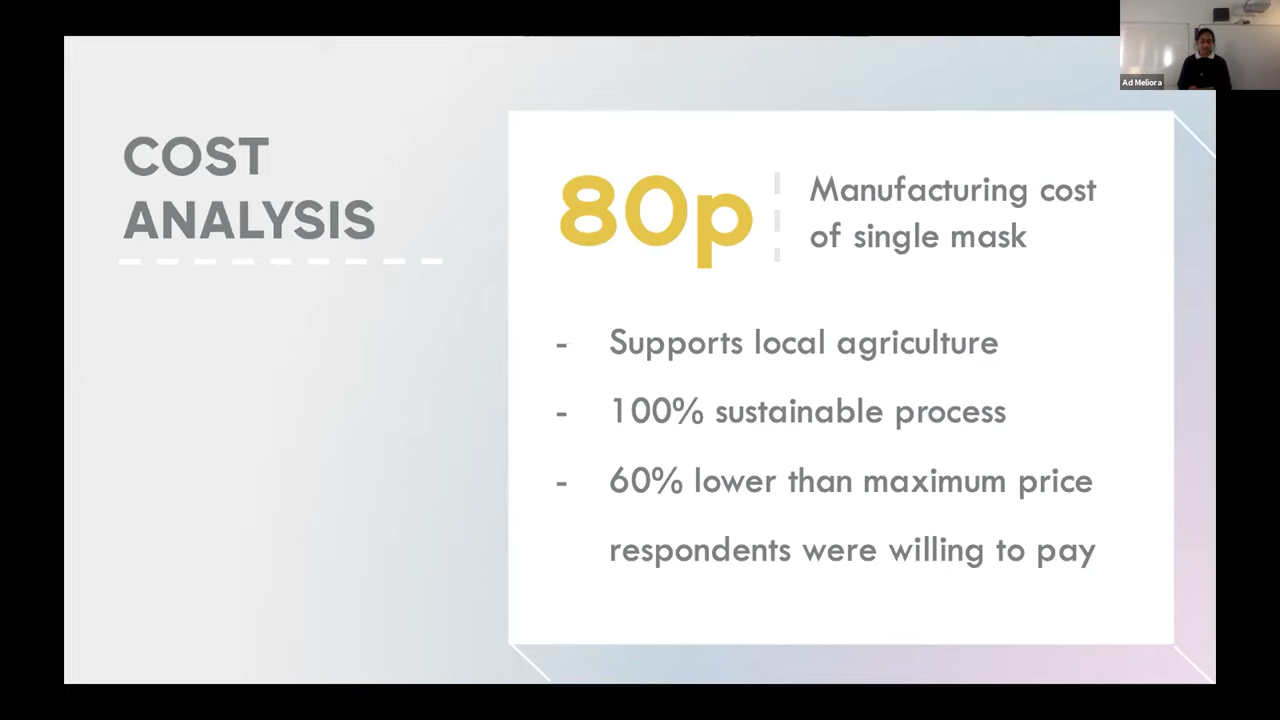 COST
ANALYSIS
80p
Manufacturing cost
of single mask
- Supports local agriculture
- 100% sustainable process
- 60% lower than maximum price
respondents were willing to pay
Ad Meliora